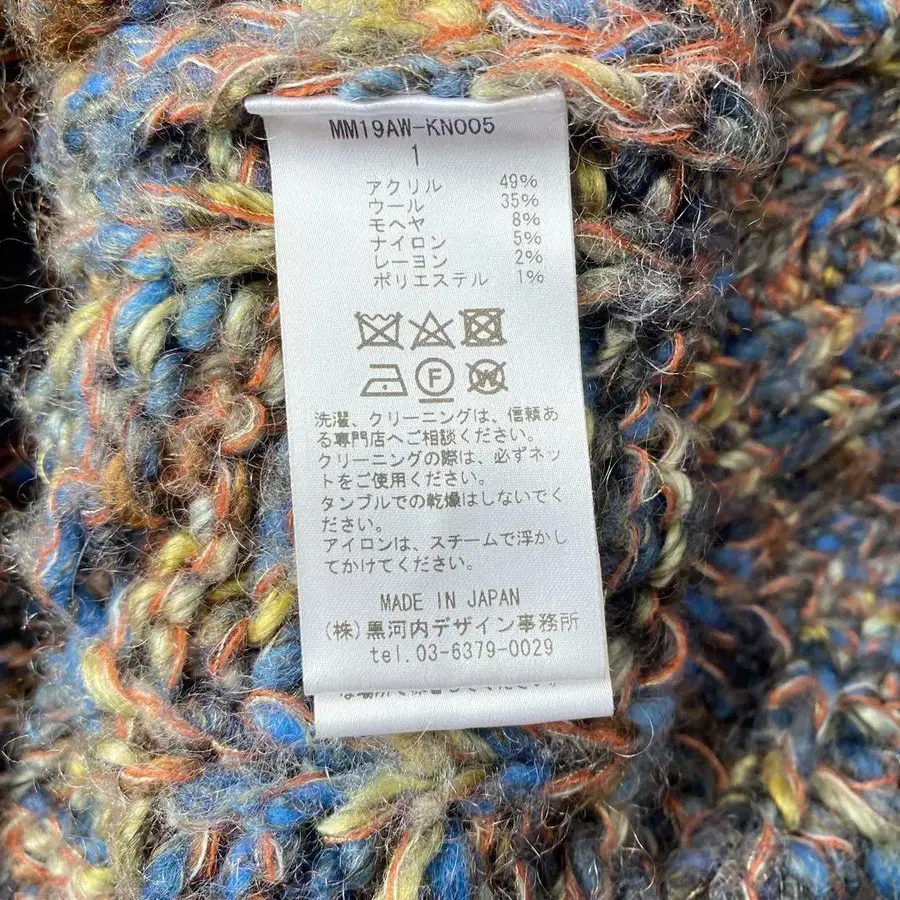 MM19AW-KN005
1
アクリル 49%
ウール 35%
モヘヤ 8%
ナイロン 5%
レーヨン 2%
ポリエステル 1%
F W
洗濯、クリーニングは、信頼あ
る専門店へご相談ください。
クリーニングの際は、必ずネッ
トをご使用ください。
タンブルでの乾燥はしないでく
ださい。
アイロンは、スチームで浮かし
てかけてください。
MADE IN JAPAN
(株)黒河内デザイン事務所
tel.03-6379-0029